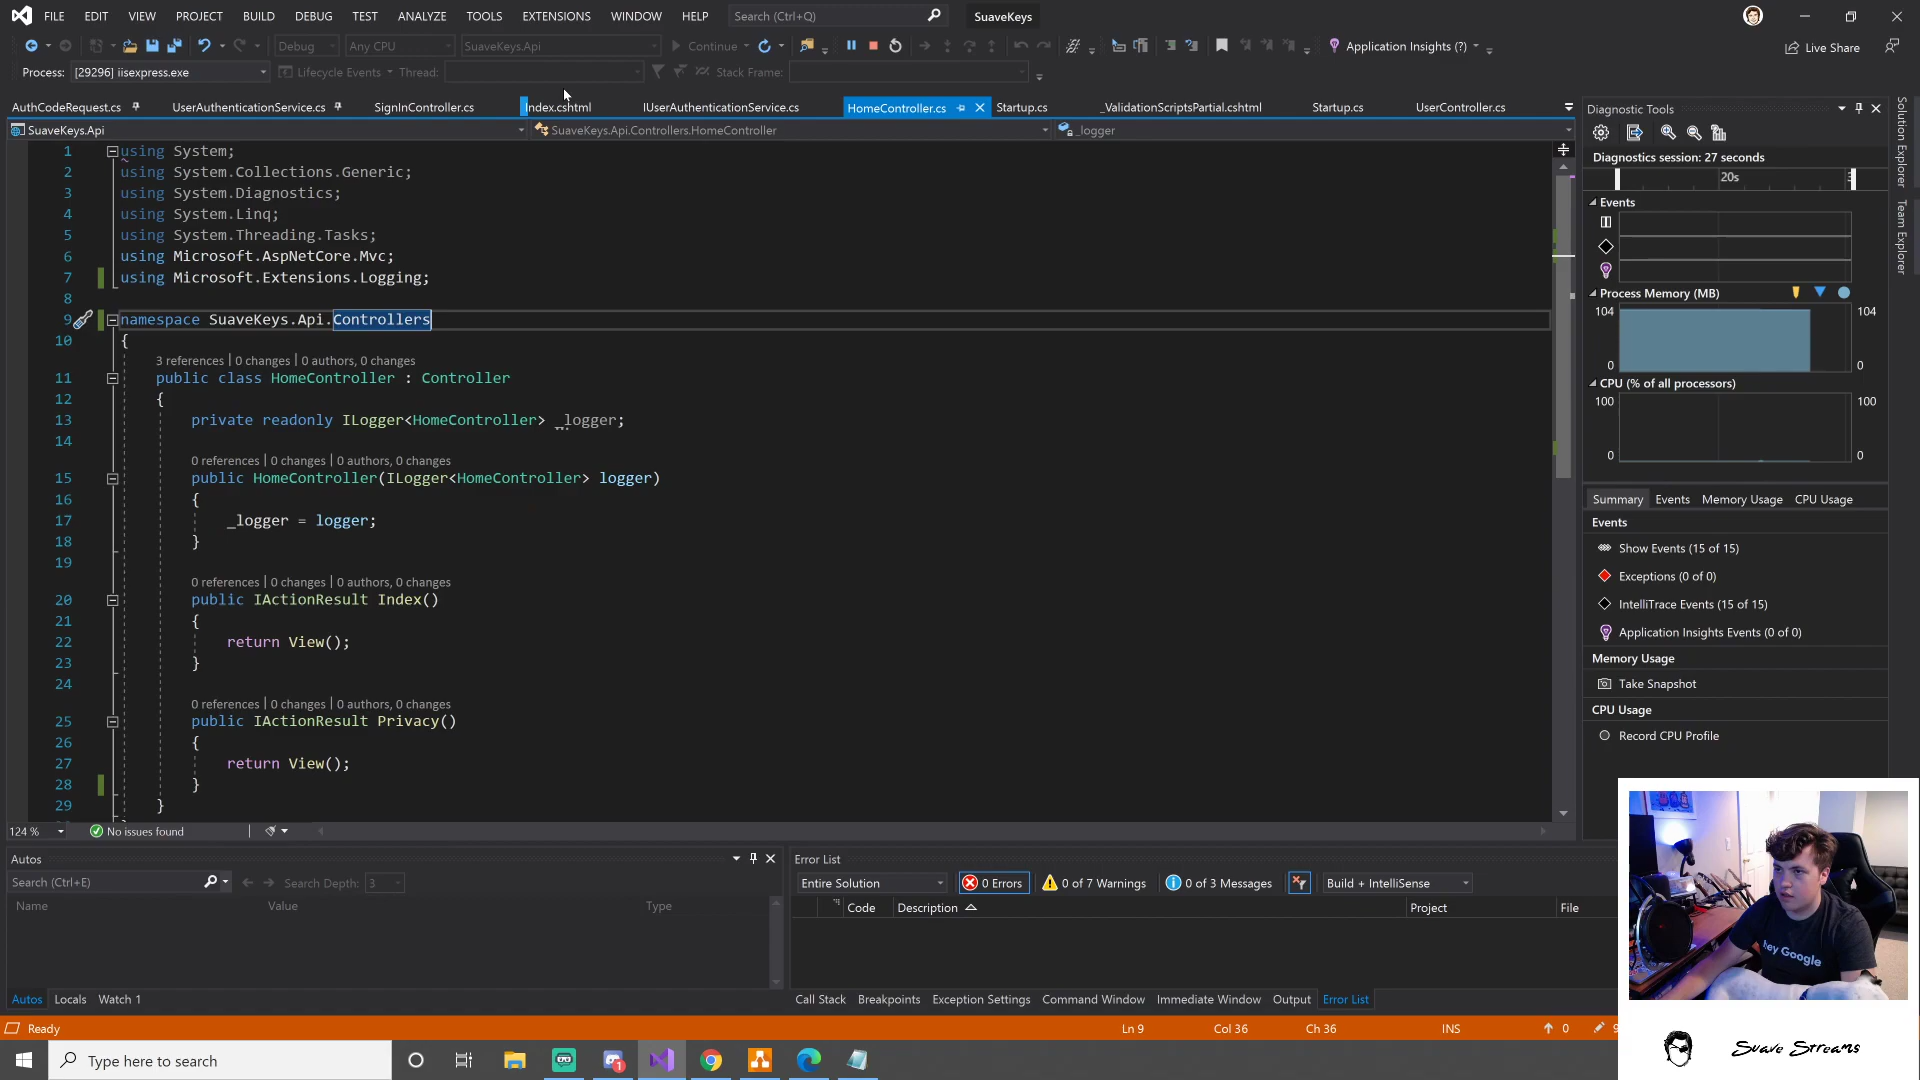 FILE EDIT VIEW PROJECT BUILD DEBUG TEST ANALYZE TOOLS EXTENSIONS WINDOW HELP Search (Ctrl+Q) SuaveKeys
Debug Any CPU SuaveKeys.Api Continue Application Insights (?) Live Share
Process: [29296] iisexpress.exe Lifecycle Events Thread: Stack Frame:
AuthCodeRequest.cs UserAuthenticationService.cs SignInController.cs Index.cshtml IUserAuthenticationService.cs HomeController.cs Startup.cs _ValidationScriptsPartial.cshtml Startup.cs UserController.cs
SuaveKeys.Api SuaveKeys.Api.Controllers.HomeController _logger
1 using System;
2 using System.Collections.Generic;
3 using System.Diagnostics;
4 using System.Linq;
5 using System.Threading.Tasks;
6 using Microsoft.AspNetCore.Mvc;
7 using Microsoft.Extensions.Logging;
8
9 namespace SuaveKeys.Api.Controllers
10 {
3 references | 0 changes | 0 authors, 0 changes
11 public class HomeController : Controller
12 {
13 private readonly ILogger<HomeController> _logger;
14
0 references | 0 changes | 0 authors, 0 changes
15 public HomeController(ILogger<HomeController> logger)
16 {
17 _logger = logger;
18 }
19
0 references | 0 changes | 0 authors, 0 changes
20 public IActionResult Index()
21 {
22 return View();
23 }
24
0 references | 0 changes | 0 authors, 0 changes
25 public IActionResult Privacy()
26 {
27 return View();
28 }
29 }
124 % No issues found
Diagnostic Tools
Diagnostics session: 27 seconds
20s
Events
Process Memory (MB)
104 104
0 0
CPU (% of all processors)
100 100
0 0
Summary Events Memory Usage CPU Usage
Events
Show Events (15 of 15)
Exceptions (0 of 0)
IntelliTrace Events (15 of 15)
Application Insights Events (0 of 0)
Memory Usage
Take Snapshot
CPU Usage
Record CPU Profile
Solution Explorer
Team Explorer
Autos
Search (Ctrl+E) Search Depth: 3
Name Value Type
Autos Locals Watch 1
Error List
Entire Solution 0 Errors 0 of 7 Warnings 0 of 3 Messages Build + IntelliSense
Code Description Project File
Call Stack Breakpoints Exception Settings Command Window Immediate Window Output Error List
Ready Ln 9 Col 36 Ch 36 INS 0
Type here to search
1
hey Google
Suave Streams